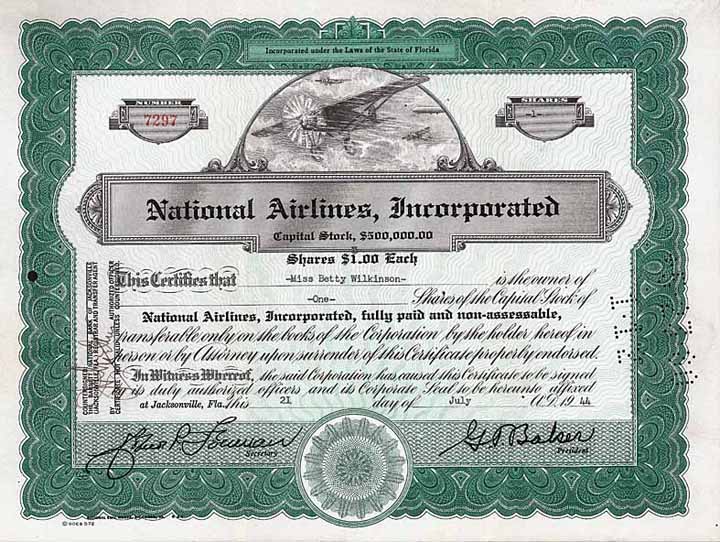 Incorporated under the Laws of the State of Florida
NUMBER
7297
SHARES
-1-
National Airlines, Incorporated
Capital Stock, $500,000.00
Shares $1.00 Each
This Certifies that -Miss Betty Wilkinson- is the owner of
-One- Shares of the Capital Stock of
National Airlines, Incorporated, fully paid and non-assessable,
transferable only on the books of the Corporation by the holder hereof in
person or by Attorney upon surrender of this Certificate properly endorsed.
In Witness Whereof, the said Corporation has caused this Certificate to be signed
by its duly authorized officers and its Corporate Seal to be hereunto affixed
at Jacksonville, Fla. this 21 day of July A.D. 19 44
Secretary
G T Baker
President
© GOES 572